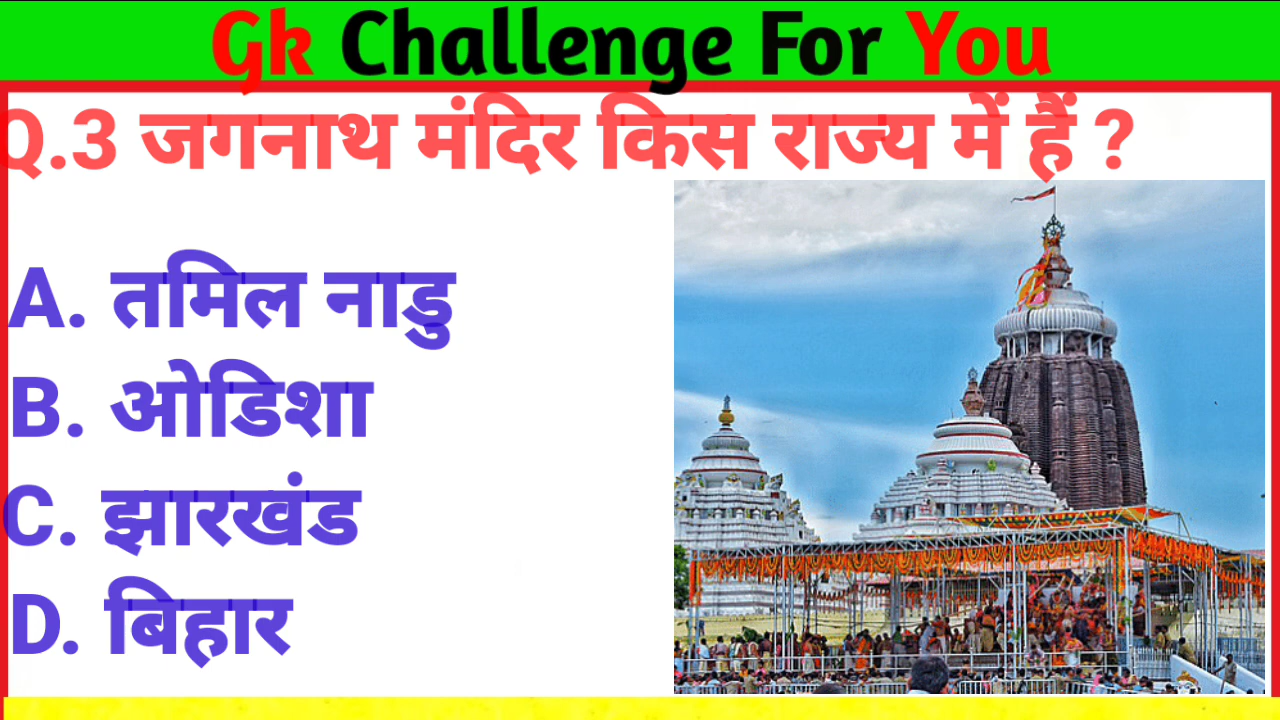 Gk Challenge For You
Q.3 जगनाथ मंदिर किस राज्य में हैं ?
A. तमिल नाडु
B. ओडिशा
C. झारखंड
D. बिहार